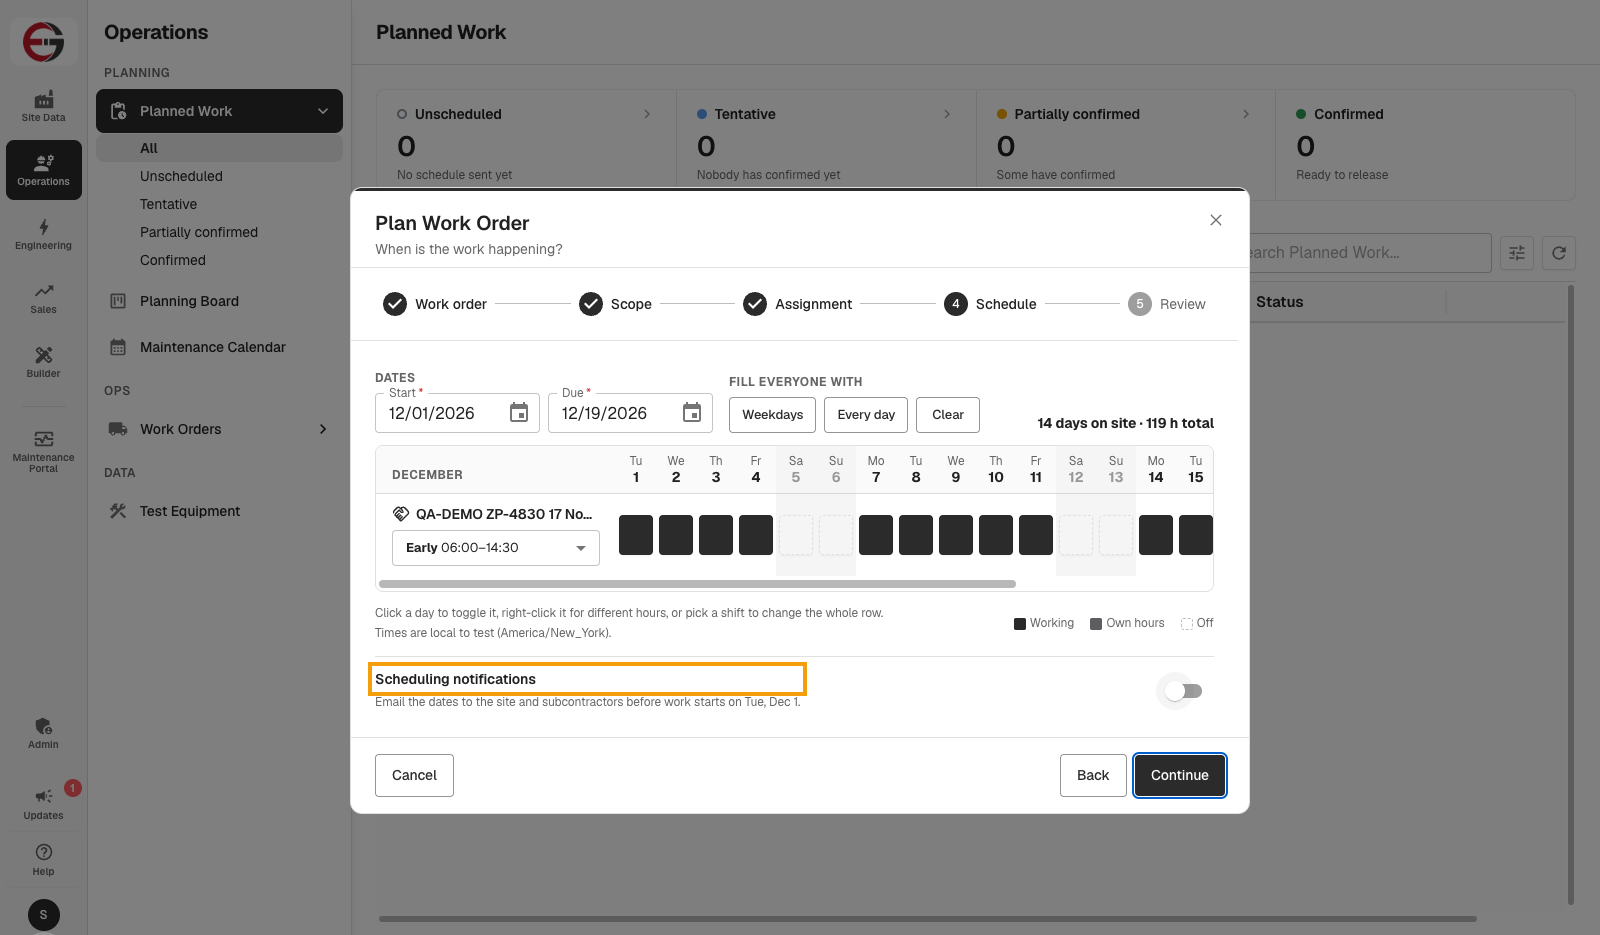 Operations
Planned Work
PLANNING
Planned Work
All
Unscheduled
Tentative
Partially confirmed
Confirmed
Planning Board
Maintenance Calendar
OPS
Work Orders
DATA
Test Equipment
Site Data
Operations
Engineering
Sales
Builder
Maintenance
Portal
Admin
1
Updates
Help
S
Unscheduled
0
No schedule sent yet
Tentative
0
Nobody has confirmed yet
Partially confirmed
0
Some have confirmed
Confirmed
0
Ready to release
Planned Work...
Status
Plan Work Order
When is the work happening?
Work order
Scope
Assignment
4 Schedule
5 Review
DATES
Start *
12/01/2026
Due *
12/19/2026
FILL EVERYONE WITH
Weekdays
Every day
Clear
14 days on site · 119 h total
DECEMBER
Tu We Th Fr Sa Su Mo Tu We Th Fr Sa Su Mo Tu
1 2 3 4 5 6 7 8 9 10 11 12 13 14 15
QA-DEMO ZP-4830 17 No...
Early 06:00–14:30
Click a day to toggle it, right-click it for different hours, or pick a shift to change the whole row.
Times are local to test (America/New_York).
Working
Own hours
Off
Scheduling notifications
Email the dates to the site and subcontractors before work starts on Tue, Dec 1.
Cancel
Back
Continue